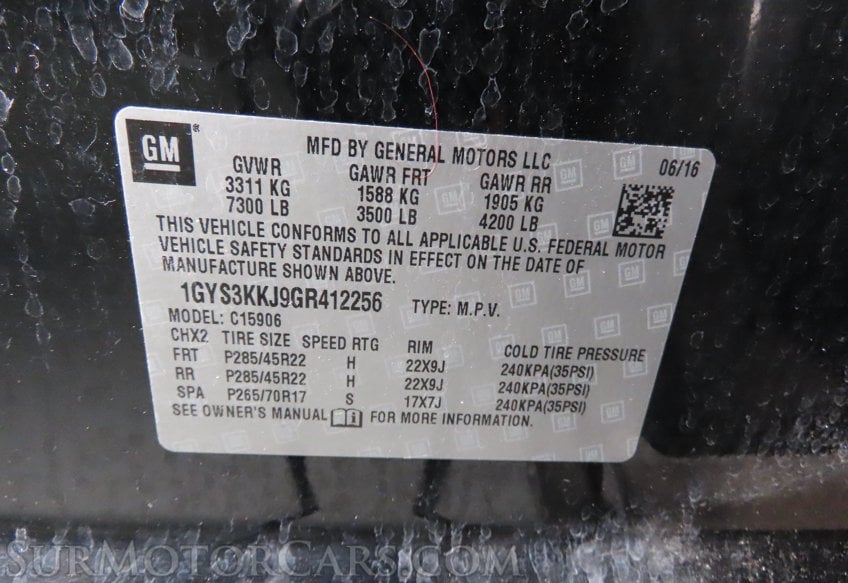 GM
MFD BY GENERAL MOTORS LLC
06/16
GVWR GAWR FRT GAWR RR
3311 KG 1588 KG 1905 KG
7300 LB 3500 LB 4200 LB
THIS VEHICLE CONFORMS TO ALL APPLICABLE U.S. FEDERAL MOTOR
VEHICLE SAFETY STANDARDS IN EFFECT ON THE DATE OF
MANUFACTURE SHOWN ABOVE.
1GYS3KKJ9GR412256 TYPE: M.P.V.
MODEL: C15906
CHX2 TIRE SIZE SPEED RTG RIM COLD TIRE PRESSURE
FRT P285/45R22 H 22X9J 240KPA(35PSI)
RR P285/45R22 H 22X9J 240KPA(35PSI)
SPA P265/70R17 S 17X7J 240KPA(35PSI)
SEE OWNER'S MANUAL FOR MORE INFORMATION.
SURMOTORCARS.COM